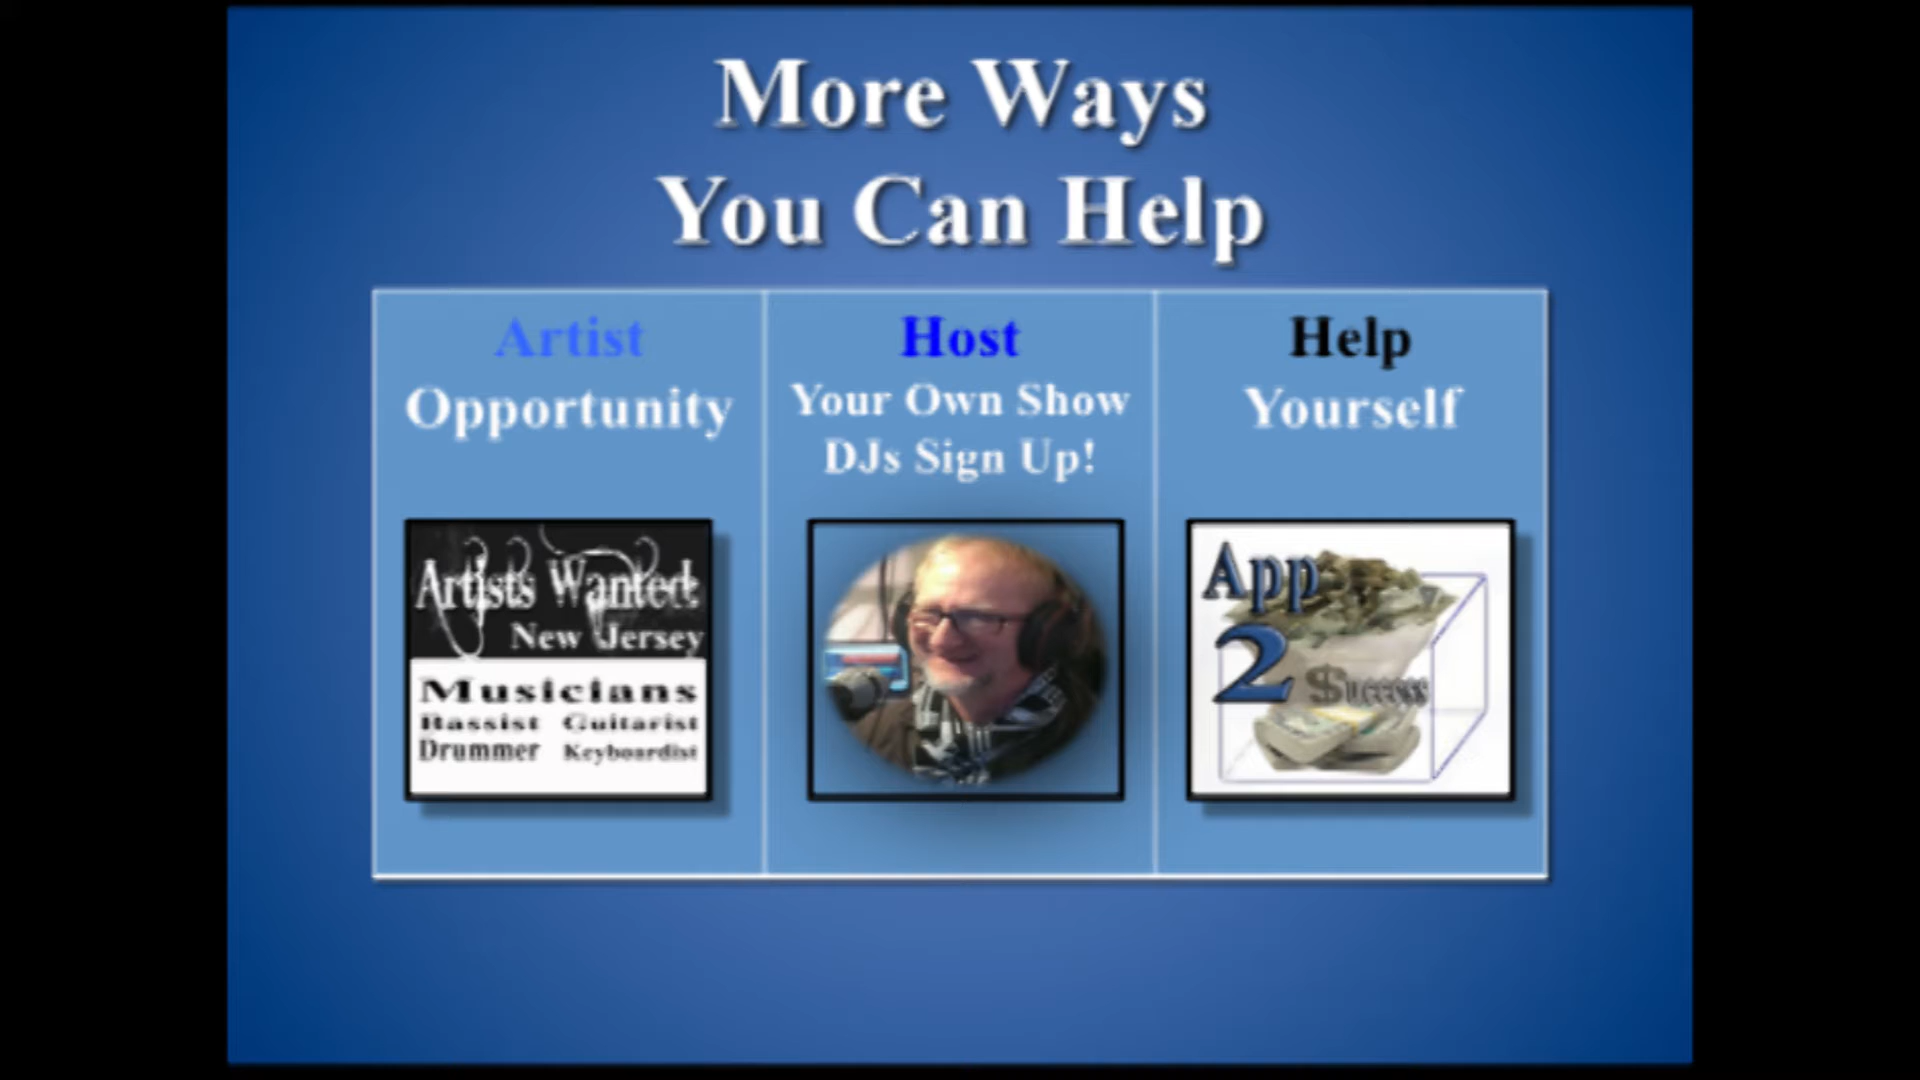 More Ways
You Can Help
Artist
Opportunity
Host
Your Own Show
DJs Sign Up!
Help
Yourself
Artists Wanted:
New Jersey
Musicians
Bassist Guitarist
Drummer Keyboardist
App
2 $uccess